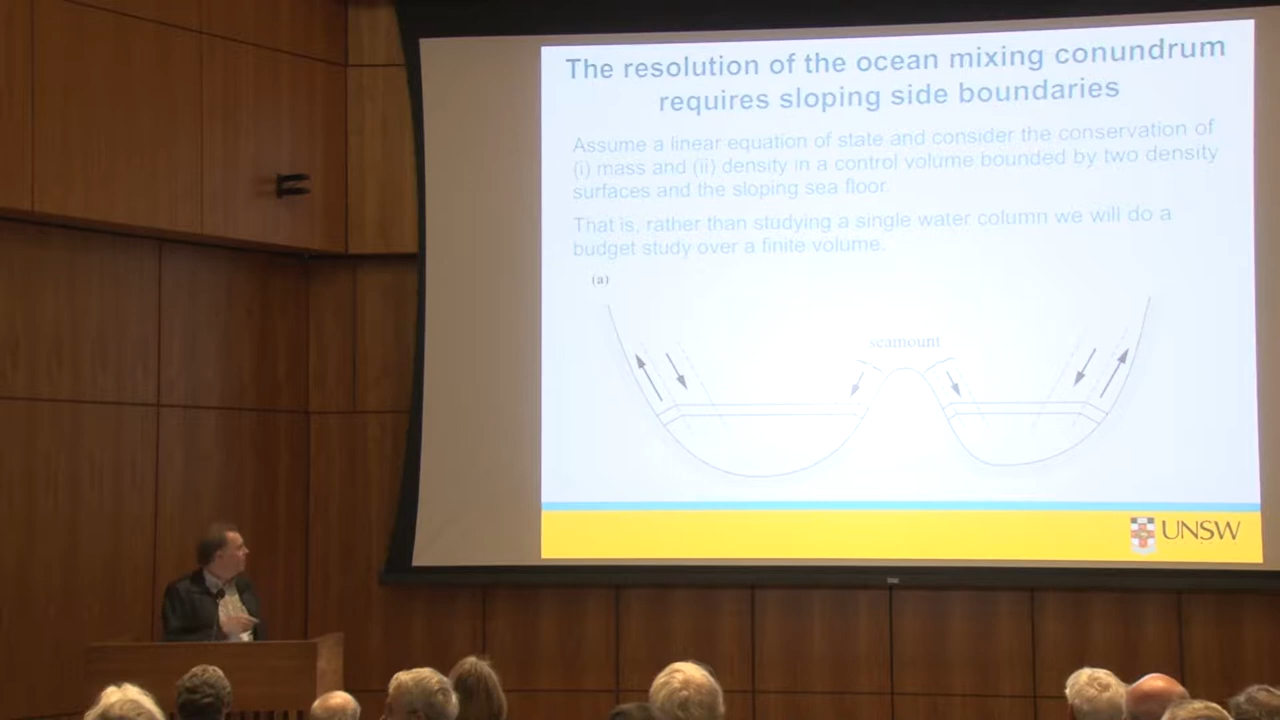 The resolution of the ocean mixing conundrum
requires sloping side boundaries
Assume a linear equation of state and consider the conservation of
(i) mass and (ii) density in a control volume bounded by two density
surfaces and the sloping sea floor.
That is, rather than studying a single water column we will do a
budget study over a finite volume.
(a)
seamount
UNSW